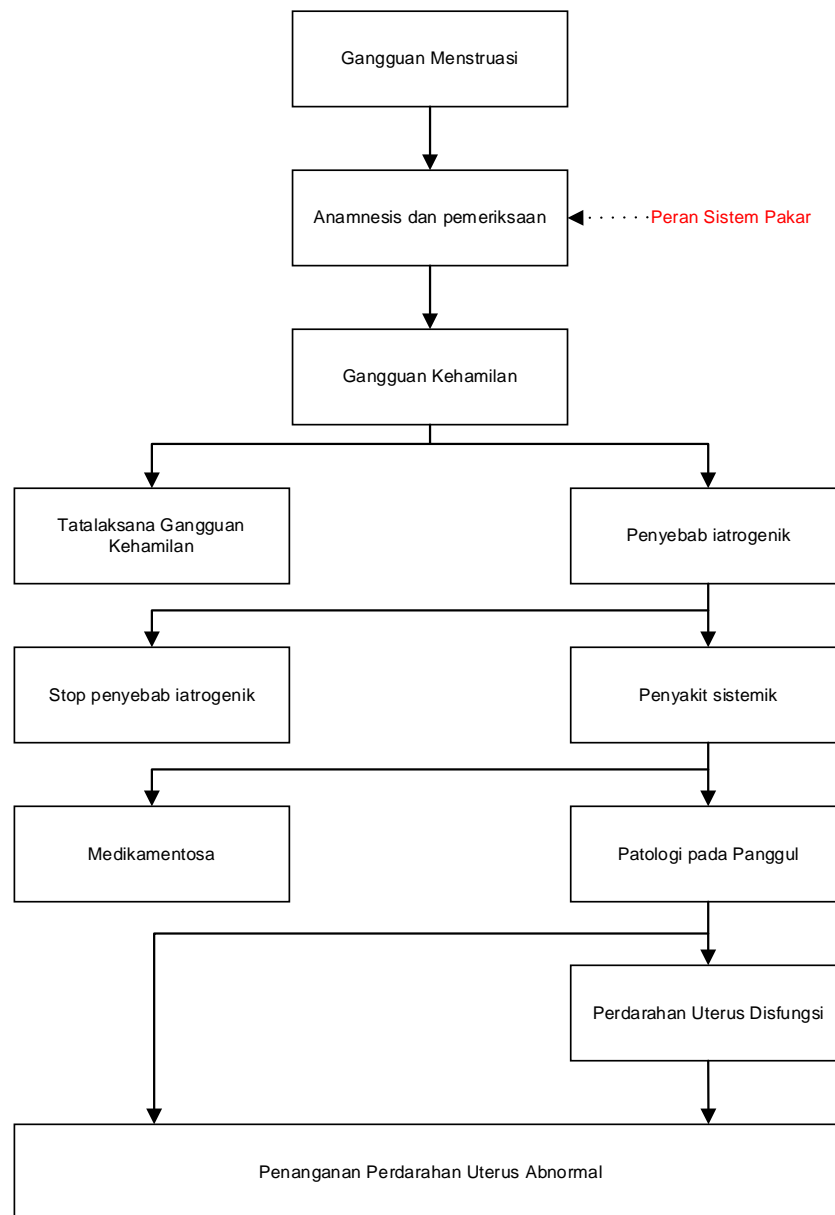 Gangguan Menstruasi
Anamnesis dan pemeriksaan
Peran Sistem Pakar
Gangguan Kehamilan
Tatalaksana Gangguan
Kehamilan
Penyebab iatrogenik
Stop penyebab iatrogenik
Penyakit sistemik
Medikamentosa
Patologi pada Panggul
Perdarahan Uterus Disfungsi
Penanganan Perdarahan Uterus Abnormal